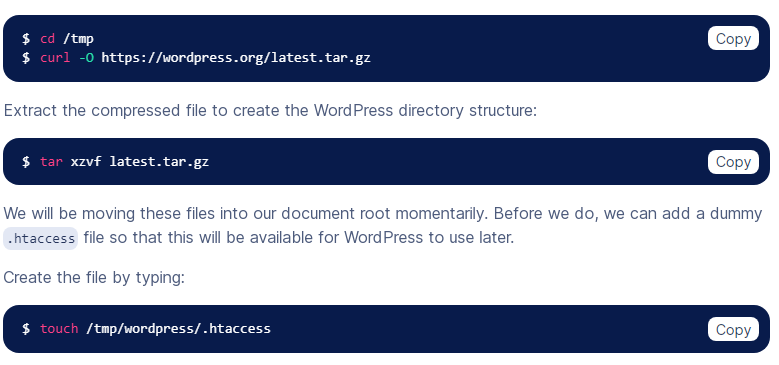 $ cd /tmp
Copy
$ curl -O https://wordpress.org/latest.tar.gz
Extract the compressed file to create the WordPress directory structure:
$ tar xzvf latest.tar.gz
Copy
We will be moving these files into our document root momentarily. Before we do, we can add a dummy
.htaccess file so that this will be available for WordPress to use later.
Create the file by typing:
$ touch /tmp/wordpress/.htaccess
Copy